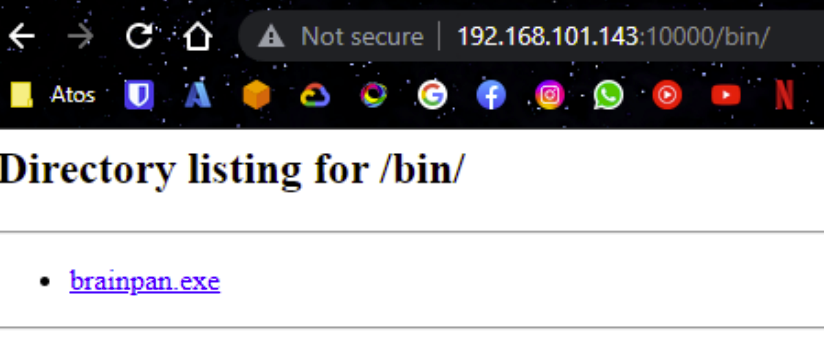 Not secure 192.168.101.143:10000/bin/
Atos
Directory listing for /bin/
brainpan.exe